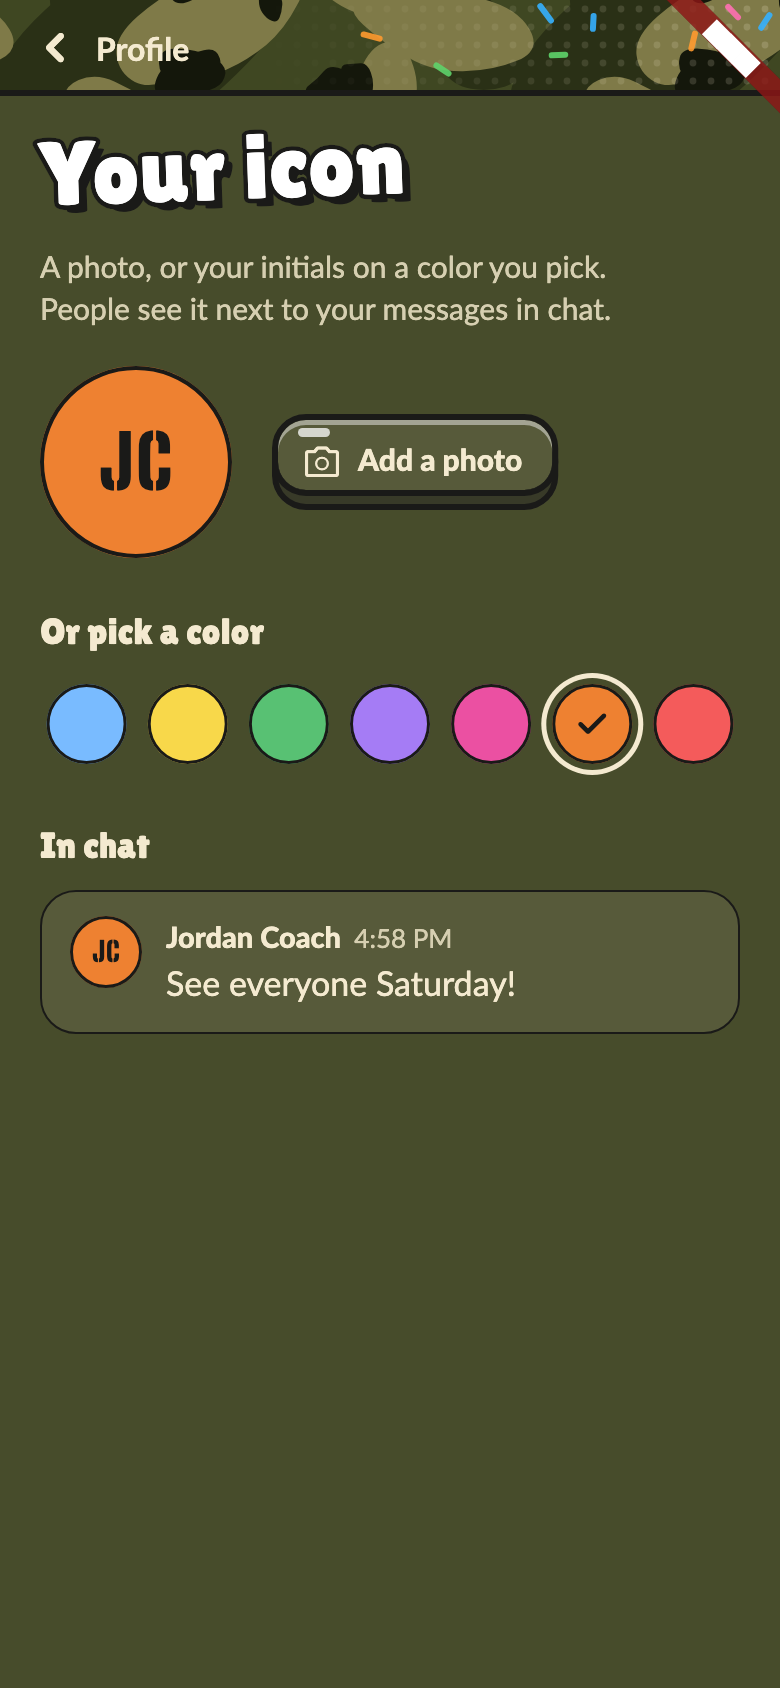 Profile
Your icon
A photo, or your initials on a color you pick.
People see it next to your messages in chat.
JC
Add a photo
Or pick a color
In chat
JC
Jordan Coach 4:58 PM
See everyone Saturday!